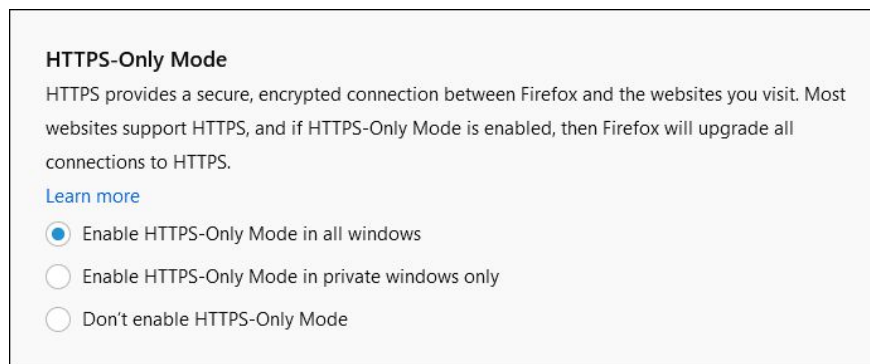 HTTPS-Only Mode
HTTPS provides a secure, encrypted connection between Firefox and the websites you visit. Most
websites support HTTPS, and if HTTPS-Only Mode is enabled, then Firefox will upgrade all
connections to HTTPS.
Learn more
Enable HTTPS-Only Mode in all windows
Enable HTTPS-Only Mode in private windows only
Don't enable HTTPS-Only Mode